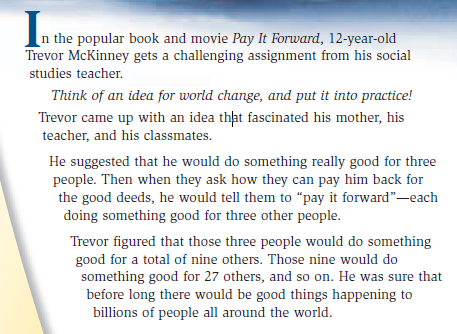 In the popular book and movie Pay It Forward, 12-year-old
Trevor McKinney gets a challenging assignment from his social
studies teacher.
Think of an idea for world change, and put it into practice!
Trevor came up with an idea that fascinated his mother, his
teacher, and his classmates.
He suggested that he would do something really good for three
people. Then when they ask how they can pay him back for
the good deeds, he would tell them to “pay it forward”—each
doing something good for three other people.
Trevor figured that those three people would do something
good for a total of nine others. Those nine would do
something good for 27 others, and so on. He was sure that
before long there would be good things happening to
billions of people all around the world.